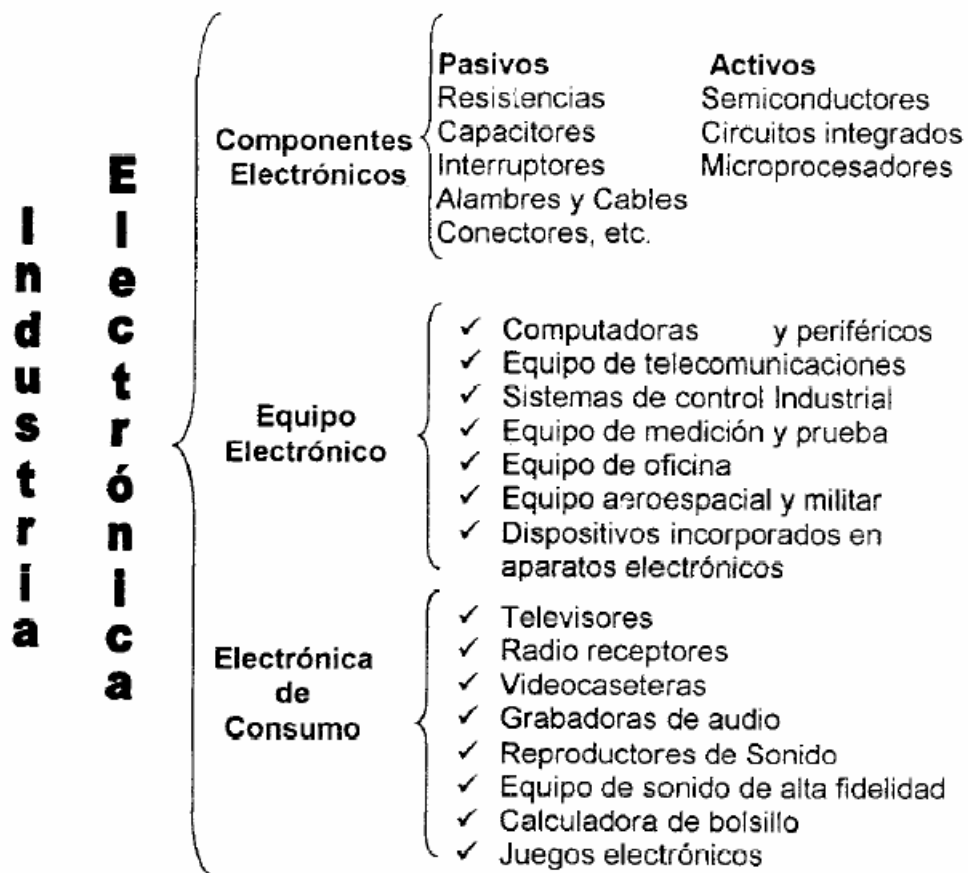 Industria
Electrónica
Componentes
Electrónicos
Pasivos
Resistencias
Capacitores
Interruptores
Alambres y Cables
Conectores, etc.
Activos
Semiconductores
Circuitos integrados
Microprocesadores
Equipo
Electrónico
✓ Computadoras y periféricos
✓ Equipo de telecomunicaciones
✓ Sistemas de control Industrial
✓ Equipo de medición y prueba
✓ Equipo de oficina
✓ Equipo aeroespacial y militar
✓ Dispositivos incorporados en
aparatos electrónicos
Electrónica
de
Consumo
✓ Televisores
✓ Radio receptores
✓ Videocaseteras
✓ Grabadoras de audio
✓ Reproductores de Sonido
✓ Equipo de sonido de alta fidelidad
✓ Calculadora de bolsillo
✓ Juegos electrónicos